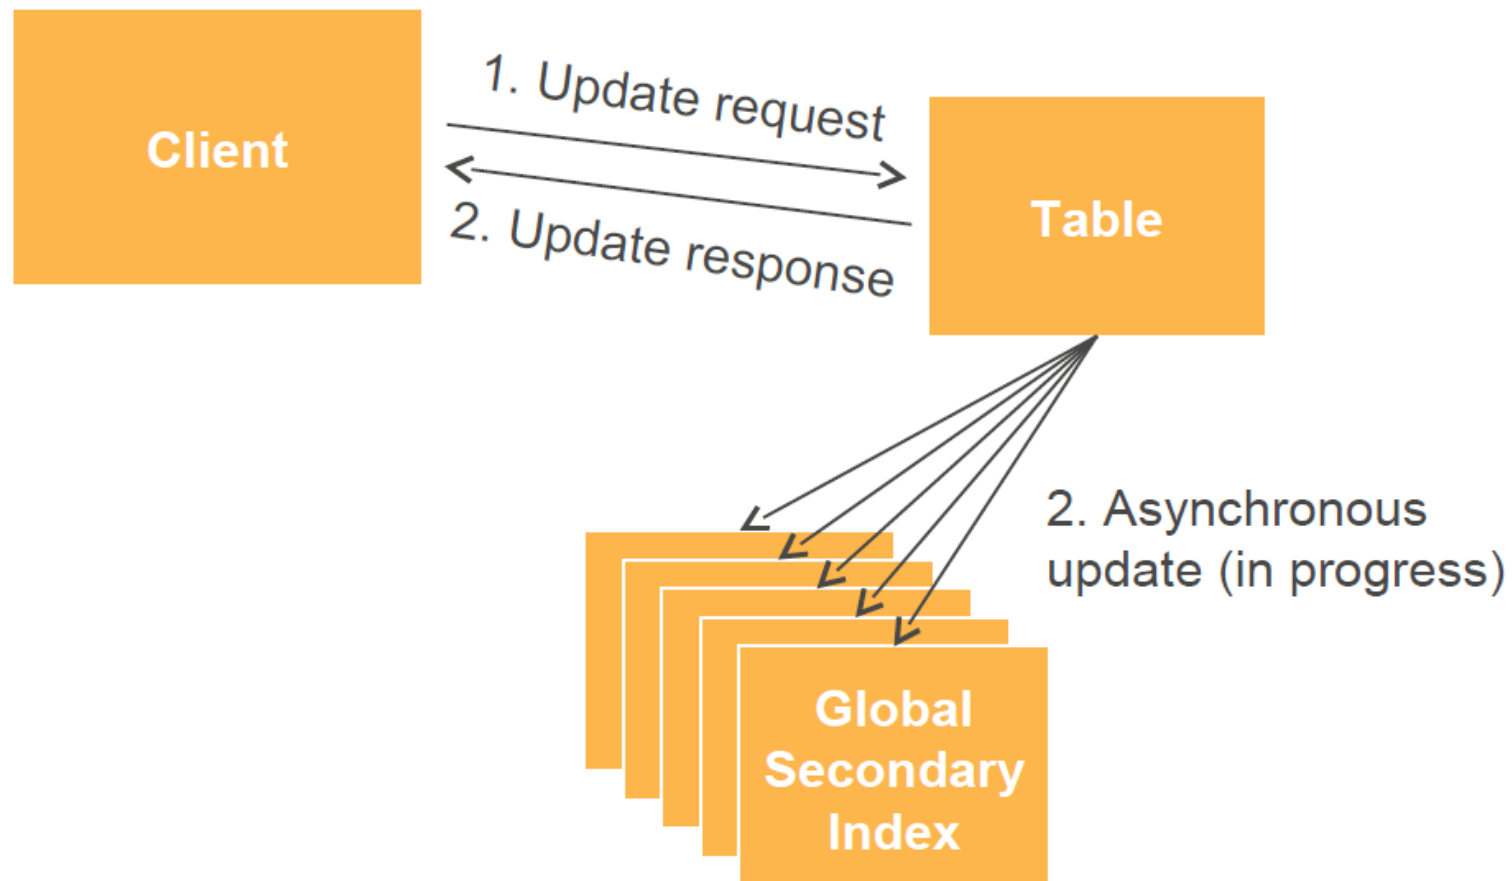 Client
1. Update request
2. Update response
Table
2. Asynchronous
update (in progress)
Global
Secondary
Index